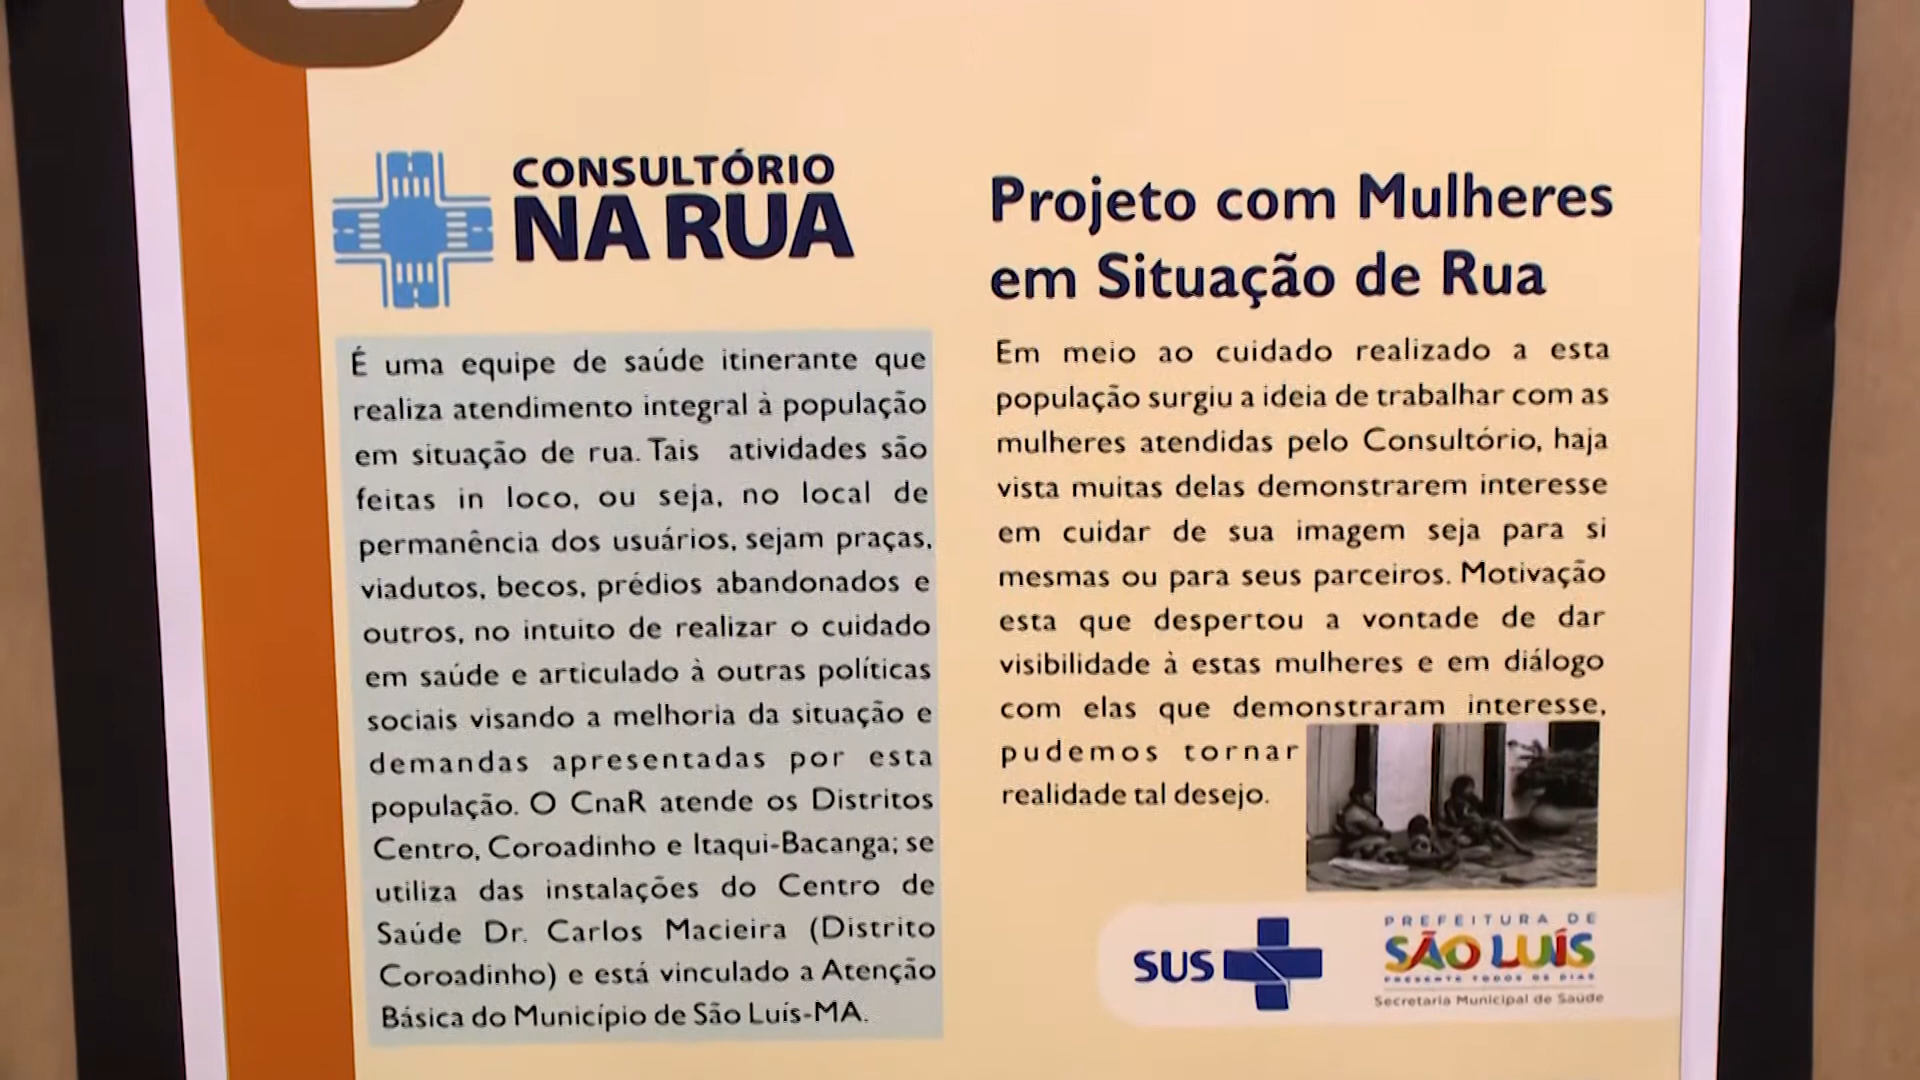 CONSULTÓRIO
NA RUA
É uma equipe de saúde itinerante que
realiza atendimento integral à população
em situação de rua. Tais atividades são
feitas in loco, ou seja, no local de
permanência dos usuários, sejam praças,
viadutos, becos, prédios abandonados e
outros, no intuito de realizar o cuidado
em saúde e articulado à outras políticas
sociais visando a melhoria da situação e
demandas apresentadas por esta
população. O CnaR atende os Distritos
Centro, Coroadinho e Itaqui-Bacanga; se
utiliza das instalações do Centro de
Saúde Dr. Carlos Macieira (Distrito
Coroadinho) e está vinculado a Atenção
Básica do Município de São Luís-MA.
Projeto com Mulheres
em Situação de Rua
Em meio ao cuidado realizado a esta
população surgiu a ideia de trabalhar com as
mulheres atendidas pelo Consultório, haja
vista muitas delas demonstrarem interesse
em cuidar de sua imagem seja para si
mesmas ou para seus parceiros. Motivação
esta que despertou a vontade de dar
visibilidade à estas mulheres e em diálogo
com elas que demonstraram interesse,
pudemos tornar
realidade tal desejo.
SUS
PREFEITURA DE
SÃO LUÍS
PRESENTE TODOS OS DIAS
Secretaria Municipal de Saúde